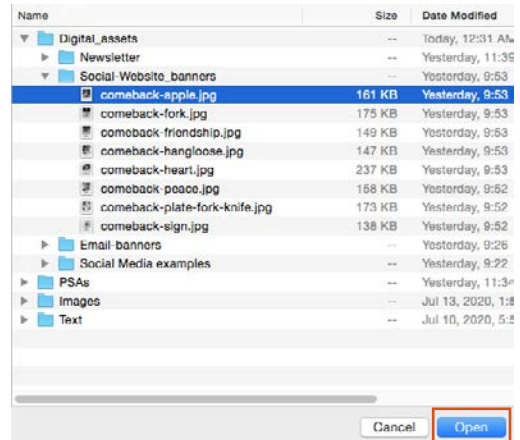 Name Size Date Modified
Digital_assets -- Today, 12:31 AM
Newsletter -- Yesterday, 11:39
Social-Website_banners -- Yesterday, 9:53
comeback-apple.jpg 161 KB Yesterday, 9:53
comeback-fork.jpg 175 KB Yesterday, 9:53
comeback-friendship.jpg 149 KB Yesterday, 9:53
comeback-hangloose.jpg 147 KB Yesterday, 9:53
comeback-heart.jpg 237 KB Yesterday, 9:53
comeback-peace.jpg 158 KB Yesterday, 9:52
comeback-plate-fork-knife.jpg 173 KB Yesterday, 9:52
comeback-sign.jpg 138 KB Yesterday, 9:52
Email-banners -- Yesterday, 9:26
Social Media examples -- Yesterday, 9:22
PSAs -- Yesterday,
Images -- Jul 13, 2020,
Text -- Jul 10, 2020,
Cancel Open